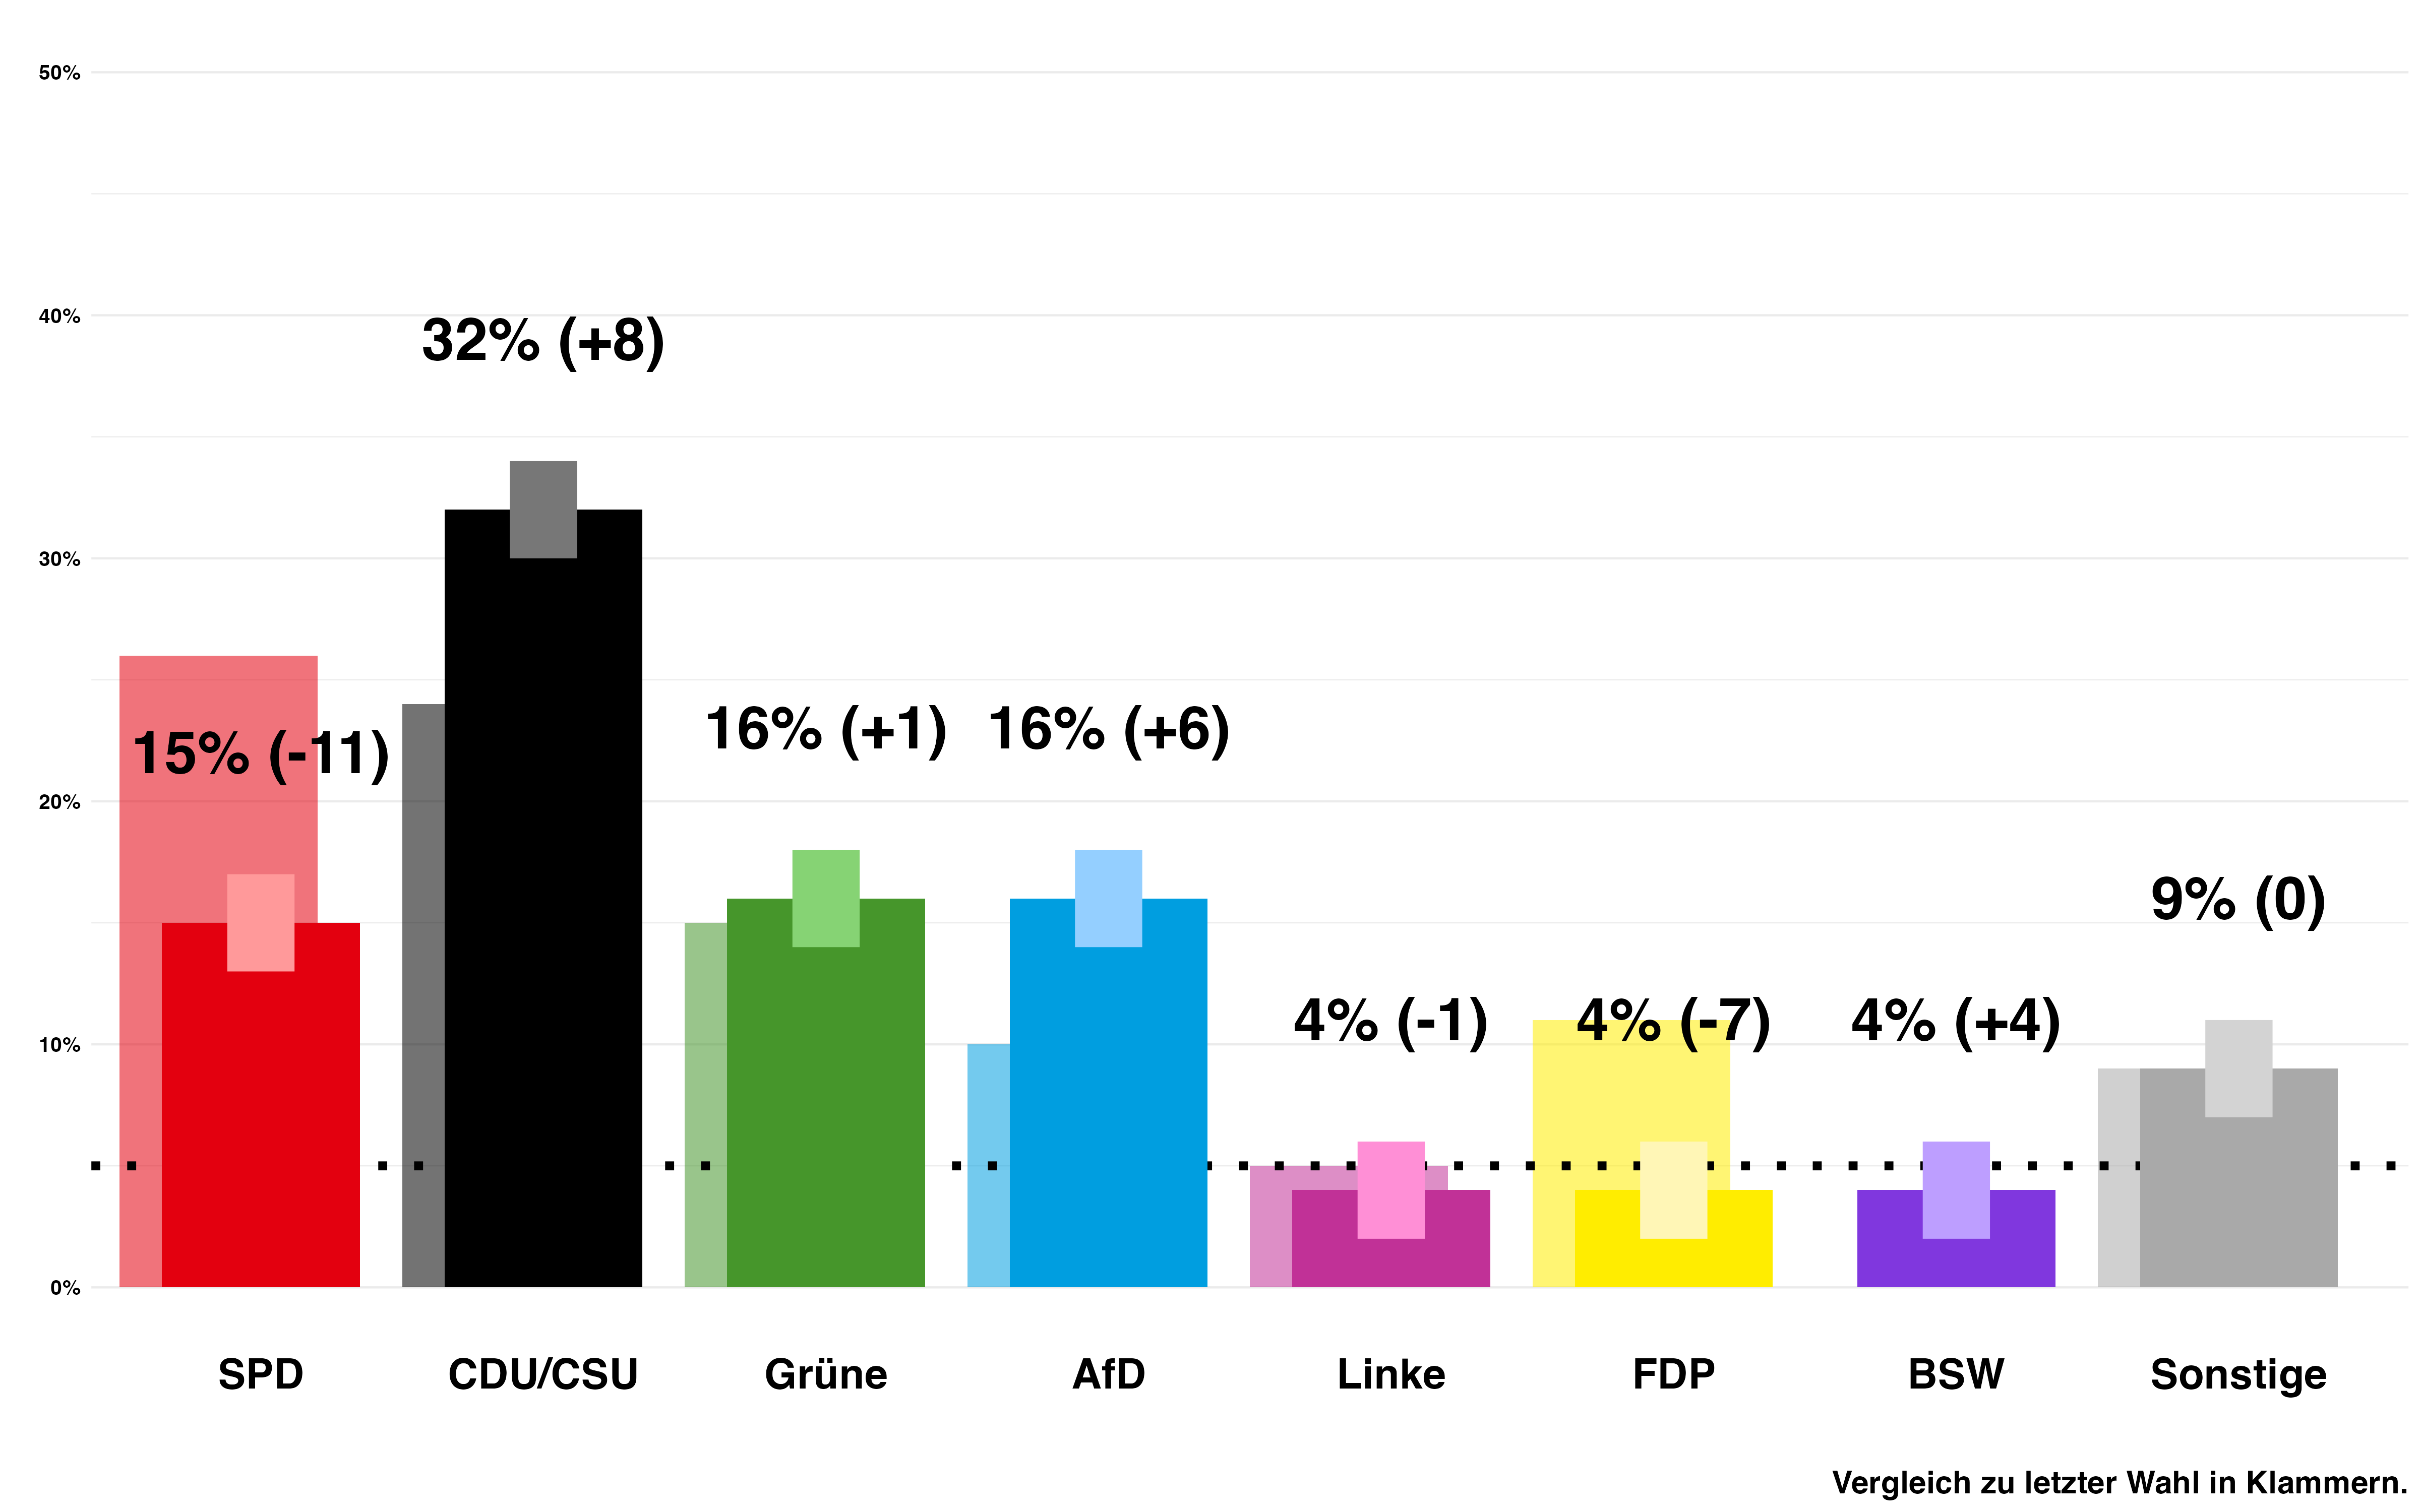 50%
40%
30%
20%
10%
0%
15% (-11)
32% (+8)
16% (+1)
16% (+6)
4% (-1)
4% (-7)
4% (+4)
9% (0)
SPD
CDU/CSU
Grüne
AfD
Linke
FDP
BSW
Sonstige
Vergleich zu letzter Wahl in Klammern.